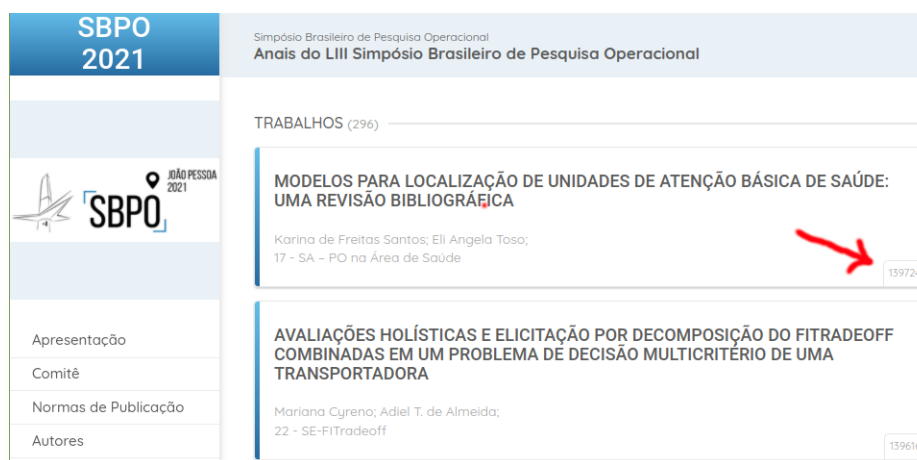 SBPO
2021
Simpósio Brasileiro de Pesquisa Operacional
Anais do LIII Simpósio Brasileiro de Pesquisa Operacional
TRABALHOS (296)
JOÃO PESSOA
2021
SBPO
MODELOS PARA LOCALIZAÇÃO DE UNIDADES DE ATENÇÃO BÁSICA DE SAÚDE:
UMA REVISÃO BIBLIOGRÁFICA
Karina de Freitas Santos; Eli Angela Toso;
17 - SA – PO na Área de Saúde
139724
AVALIAÇÕES HOLÍSTICAS E ELICITAÇÃO POR DECOMPOSIÇÃO DO FITRADEOFF
COMBINADAS EM UM PROBLEMA DE DECISÃO MULTICRITÉRIO DE UMA
TRANSPORTADORA
Mariana Cyreno; Adiel T. de Almeida;
22 - SE-FITradeoff
139616
Apresentação
Comitê
Normas de Publicação
Autores